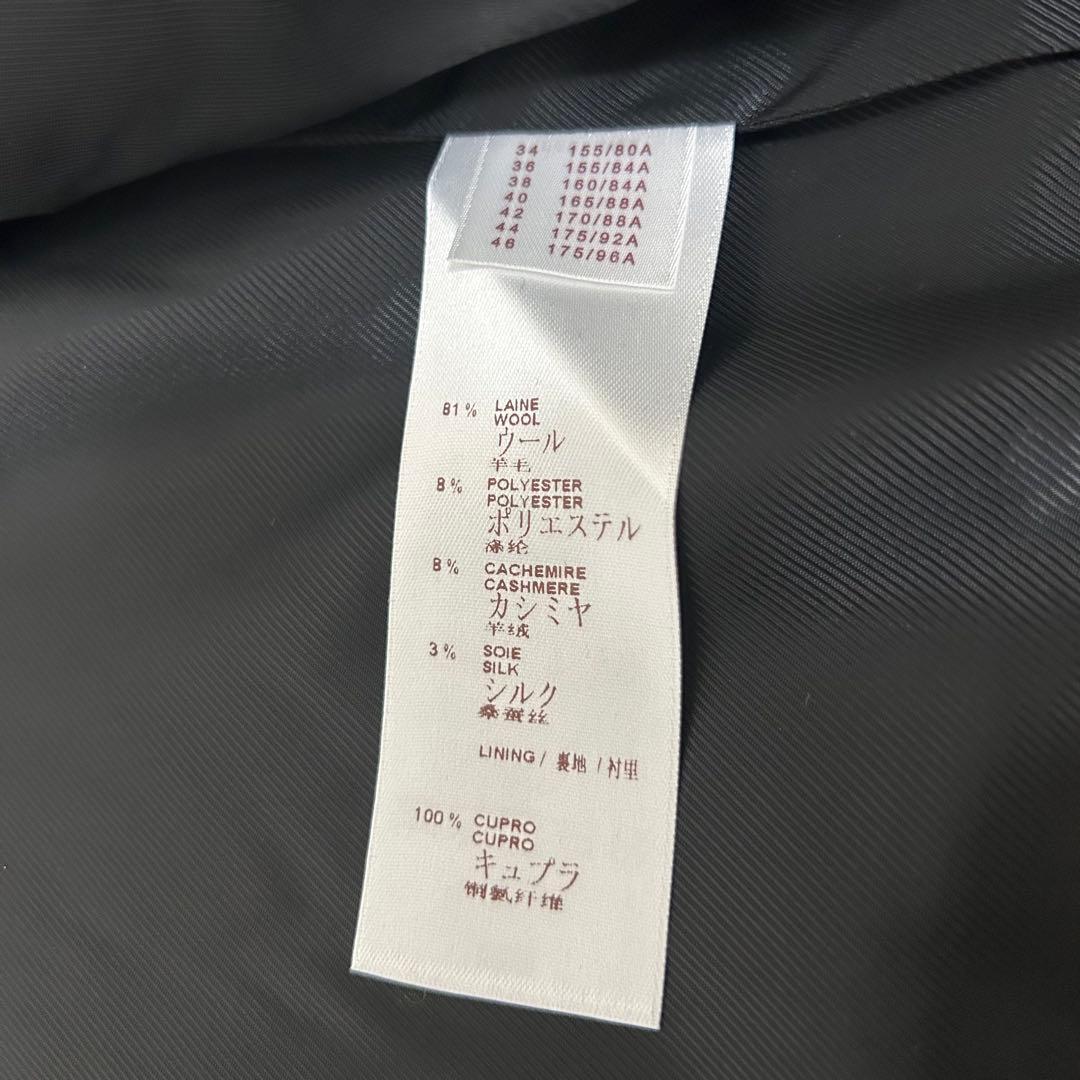 34 155/80A
36 155/84A
38 160/84A
40 165/88A
42 170/88A
44 175/92A
46 175/96A
81% LAINE
WOOL
ウール
羊毛
8% POLYESTER
POLYESTER
ポリエステル
涤纶
8% CACHEMIRE
CASHMERE
カシミヤ
羊绒
3% SOIE
SILK
シルク
桑蚕丝
LINING / 裏地 / 衬里
100% CUPRO
CUPRO
キュプラ
铜氨纤维